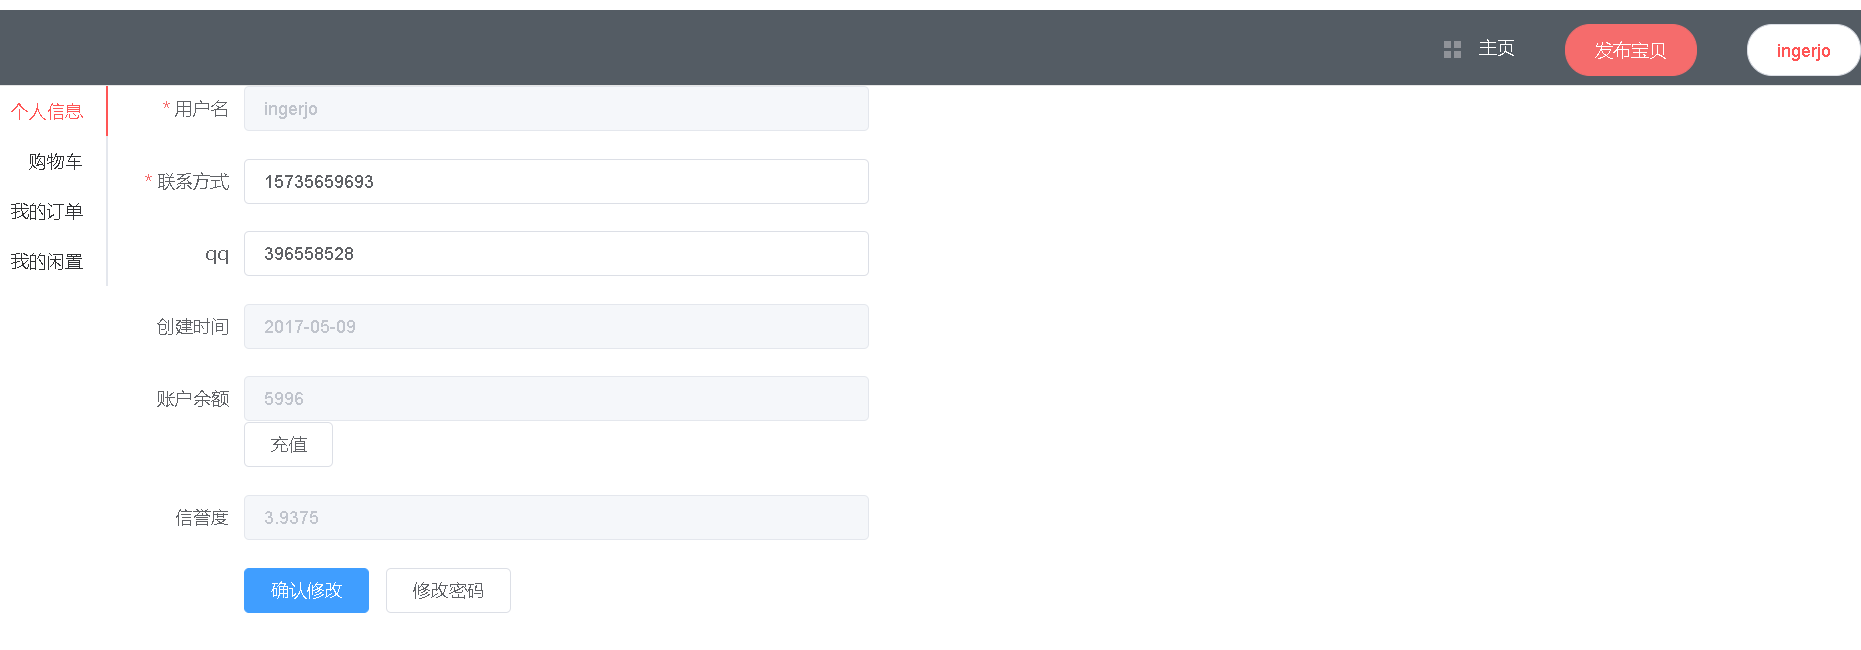 主页
发布宝贝
ingerjo
个人信息
购物车
我的订单
我的闲置
* 用户名 ingerjo
* 联系方式 15735659693
qq 396558528
创建时间 2017-05-09
账户余额 5996
充值
信誉度 3.9375
确认修改 修改密码